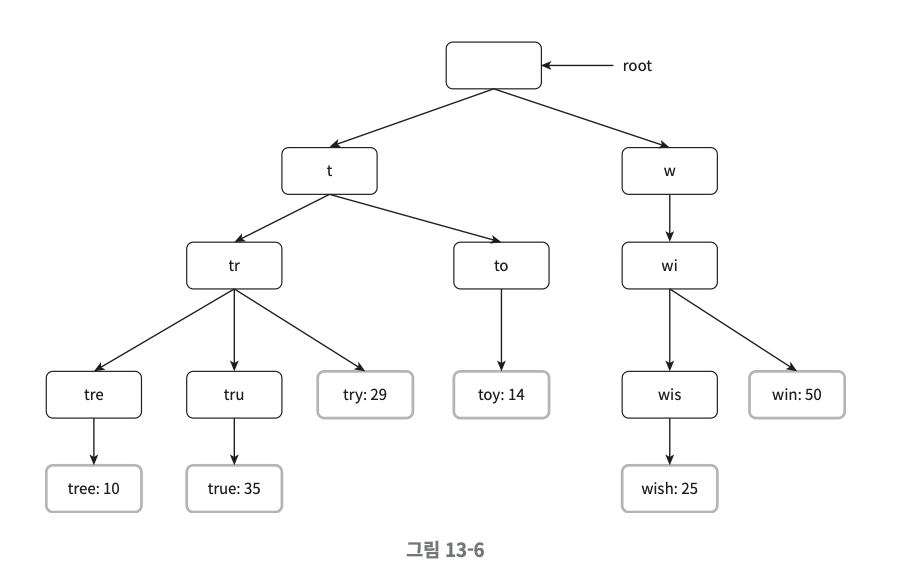 root
t
w
tr
to
wi
tre
tru
try: 29
toy: 14
wis
win: 50
tree: 10
true: 35
wish: 25
그림 13-6